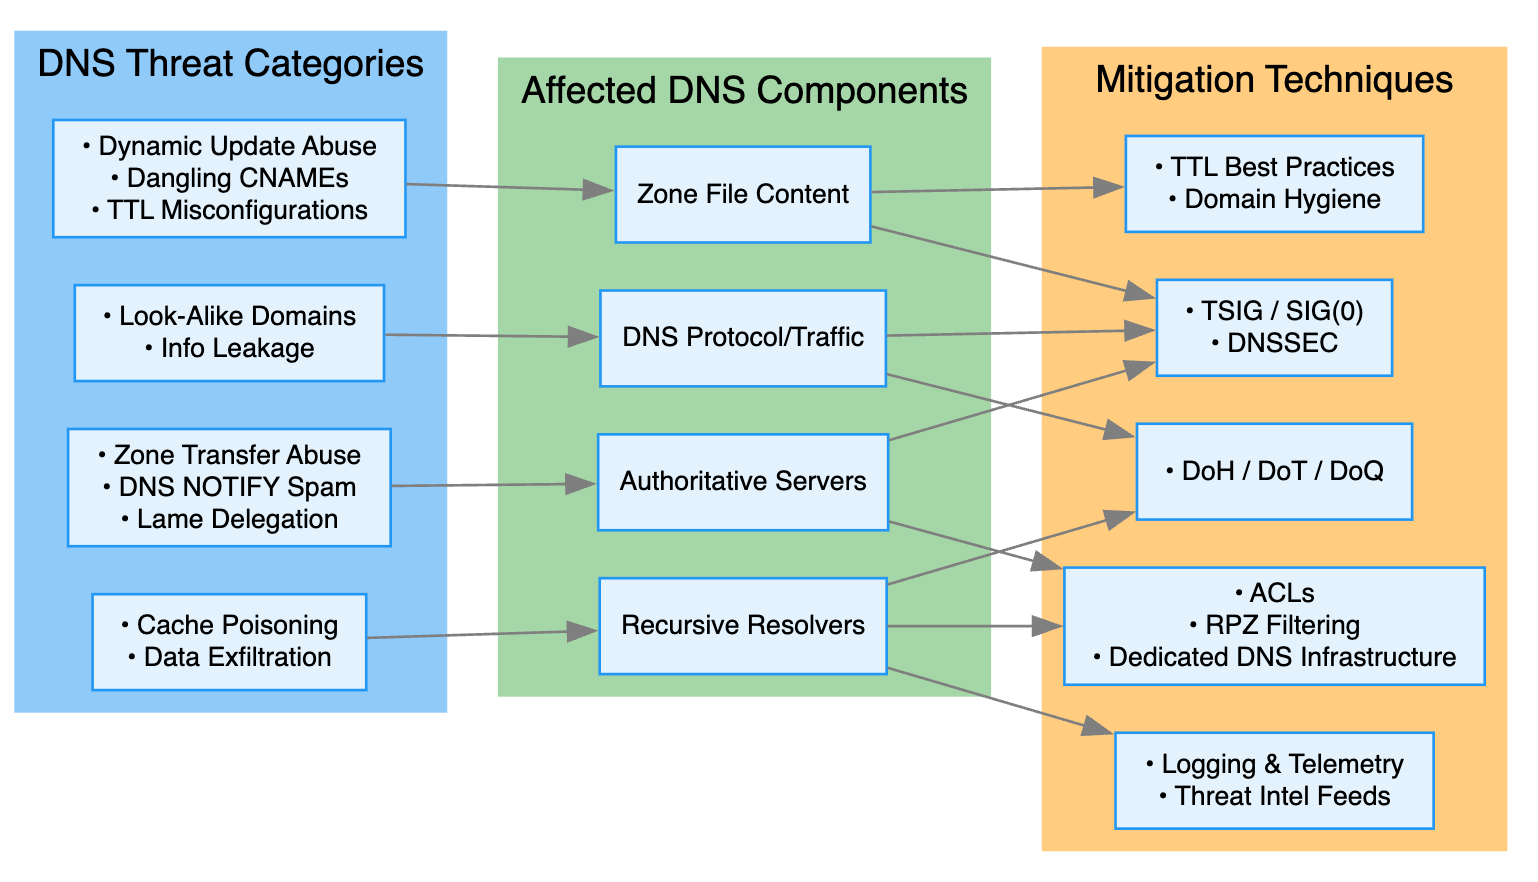 DNS Threat Categories
• Dynamic Update Abuse
• Dangling CNAMEs
• TTL Misconfigurations
• Look-Alike Domains
• Info Leakage
• Zone Transfer Abuse
• DNS NOTIFY Spam
• Lame Delegation
• Cache Poisoning
• Data Exfiltration
Affected DNS Components
Zone File Content
DNS Protocol/Traffic
Authoritative Servers
Recursive Resolvers
Mitigation Techniques
• TTL Best Practices
• Domain Hygiene
• TSIG / SIG(0)
• DNSSEC
• DoH / DoT / DoQ
• ACLs
• RPZ Filtering
• Dedicated DNS Infrastructure
• Logging & Telemetry
• Threat Intel Feeds